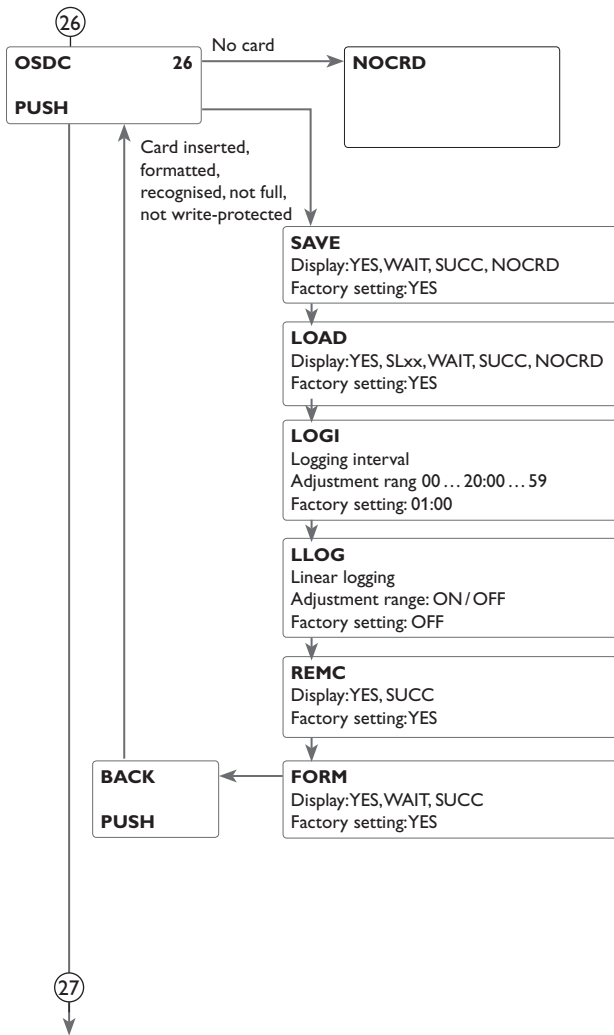 26
OSDC 26
PUSH
No card
NOCRD
Card inserted,
formatted,
recognised, not full,
not write-protected
SAVE
Display:YES, WAIT, SUCC, NOCRD
Factory setting:YES
LOAD
Display:YES, SLxx, WAIT, SUCC, NOCRD
Factory setting:YES
LOGI
Logging interval
Adjustment rang 00 ... 20:00 ... 59
Factory setting: 01:00
LLOG
Linear logging
Adjustment range: ON / OFF
Factory setting: OFF
REMC
Display:YES, SUCC
Factory setting:YES
FORM
Display:YES, WAIT, SUCC
Factory setting:YES
BACK
PUSH
27